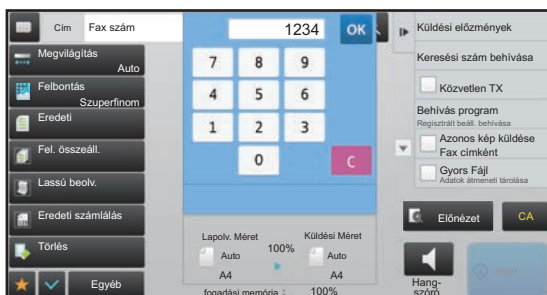 Cím
Fax szám
1234
OK
Megvilágítás
Auto
Felbontás
Szuperfinom
Eredeti
Fel. összeáll.
Lassú beolv.
Eredeti számlálás
Törlés
Egyéb
7 8 9
4 5 6
1 2 3
0 C
Lapolv. Méret
Küldési Méret
100%
Auto
Auto
A4
A4
fogadási memória : 100%
Küldési előzmények
Keresési szám behívása
Közvetlen TX
Behívás program
Regisztrált beáll. behívása
Azonos kép küldése
Fax címként
Gyors Fájl
Adatok átmeneti tárolása
Előnézet
CA
Hang-
szóró
Start